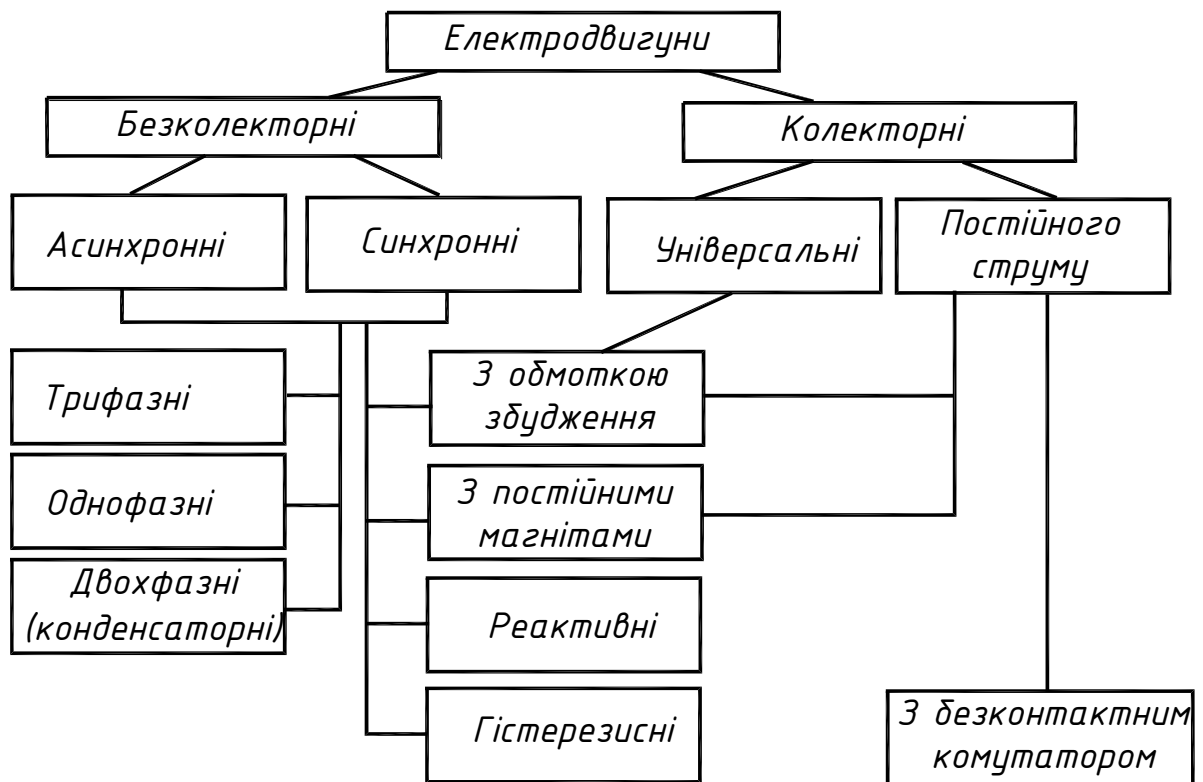 Електродвигуни
Безколекторні
Колекторні
Асинхронні
Синхронні
Універсальні
Постійного
струму
Трифазні
З обмоткою
збудження
Однофазні
З постійними
магнітами
Двохфазні
(конденсаторні)
Реактивні
Гістерезисні
З безконтактним
комутатором